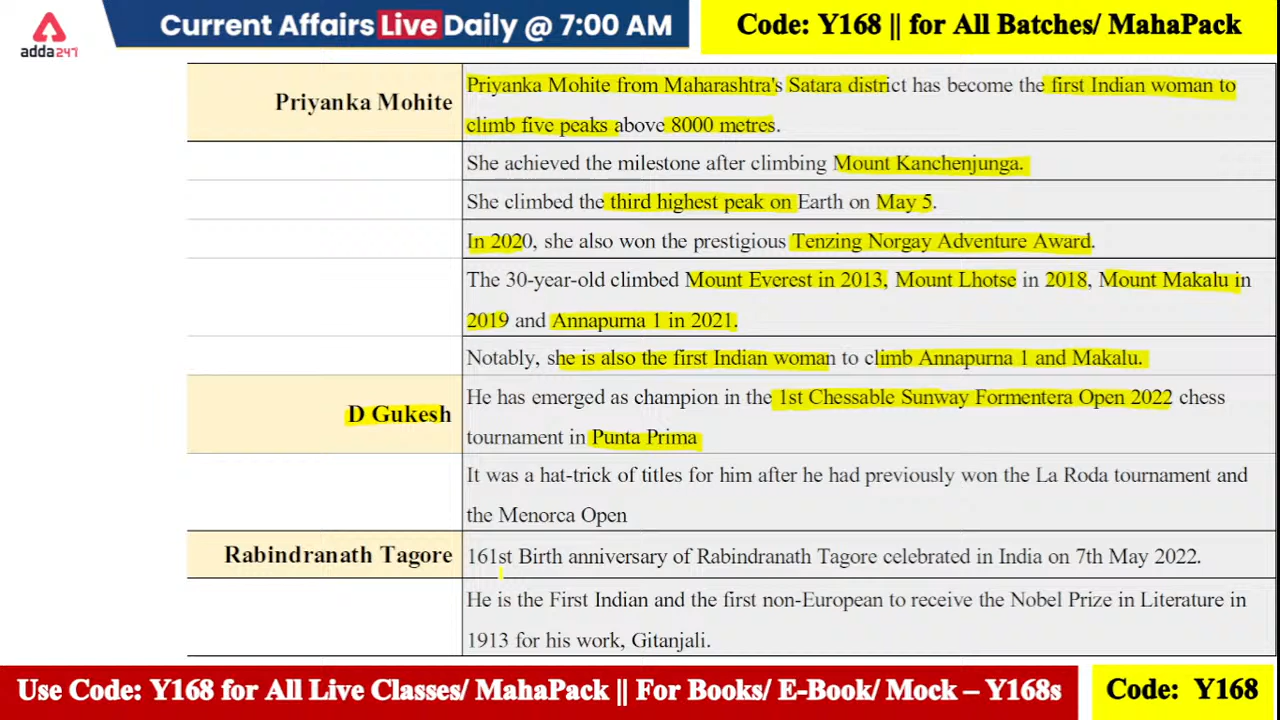 Current Affairs Live Daily @ 7:00 AM
Code: Y168 || for All Batches/ MahaPack
adda247
Priyanka Mohite
Priyanka Mohite from Maharashtra's Satara district has become the first Indian woman to
climb five peaks above 8000 metres.
She achieved the milestone after climbing Mount Kanchenjunga.
She climbed the third highest peak on Earth on May 5.
In 2020, she also won the prestigious Tenzing Norgay Adventure Award.
The 30-year-old climbed Mount Everest in 2013, Mount Lhotse in 2018, Mount Makalu in
2019 and Annapurna 1 in 2021.
Notably, she is also the first Indian woman to climb Annapurna 1 and Makalu.
D Gukesh
He has emerged as champion in the 1st Chessable Sunway Formentera Open 2022 chess
tournament in Punta Prima
It was a hat-trick of titles for him after he had previously won the La Roda tournament and
the Menorca Open
Rabindranath Tagore
161st Birth anniversary of Rabindranath Tagore celebrated in India on 7th May 2022.
He is the First Indian and the first non-European to receive the Nobel Prize in Literature in
1913 for his work, Gitanjali.
Use Code: Y168 for All Live Classes/ MahaPack || For Books/ E-Book/ Mock – Y168s
Code: Y168